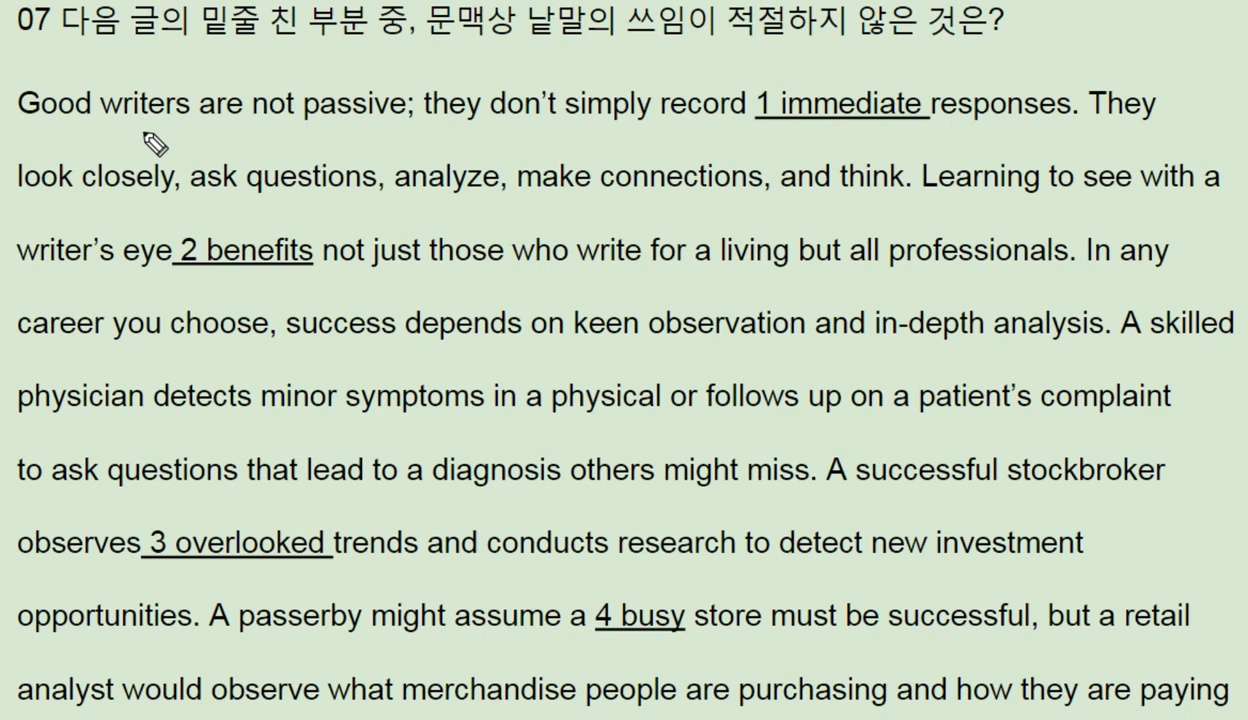 07 다음 글의 밑줄 친 부분 중, 문맥상 낱말의 쓰임이 적절하지 않은 것은?
Good writers are not passive; they don’t simply record 1 immediate responses. They
look closely, ask questions, analyze, make connections, and think. Learning to see with a
writer’s eye 2 benefits not just those who write for a living but all professionals. In any
career you choose, success depends on keen observation and in-depth analysis. A skilled
physician detects minor symptoms in a physical or follows up on a patient’s complaint
to ask questions that lead to a diagnosis others might miss. A successful stockbroker
observes 3 overlooked trends and conducts research to detect new investment
opportunities. A passerby might assume a 4 busy store must be successful, but a retail
analyst would observe what merchandise people are purchasing and how they are paying